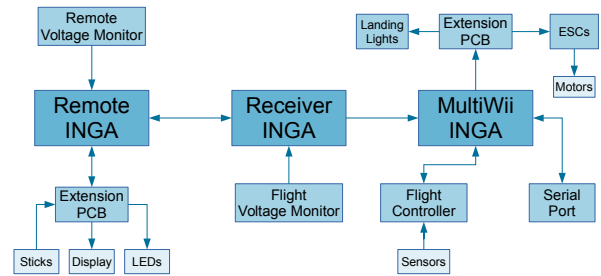 Remote
Voltage Monitor
Landing
Lights
Extension
PCB
ESCs
Motors
Remote
INGA
Receiver
INGA
MultiWii
INGA
Extension
PCB
Flight
Voltage Monitor
Flight
Controller
Serial
Port
Sticks
Display
LEDs
Sensors